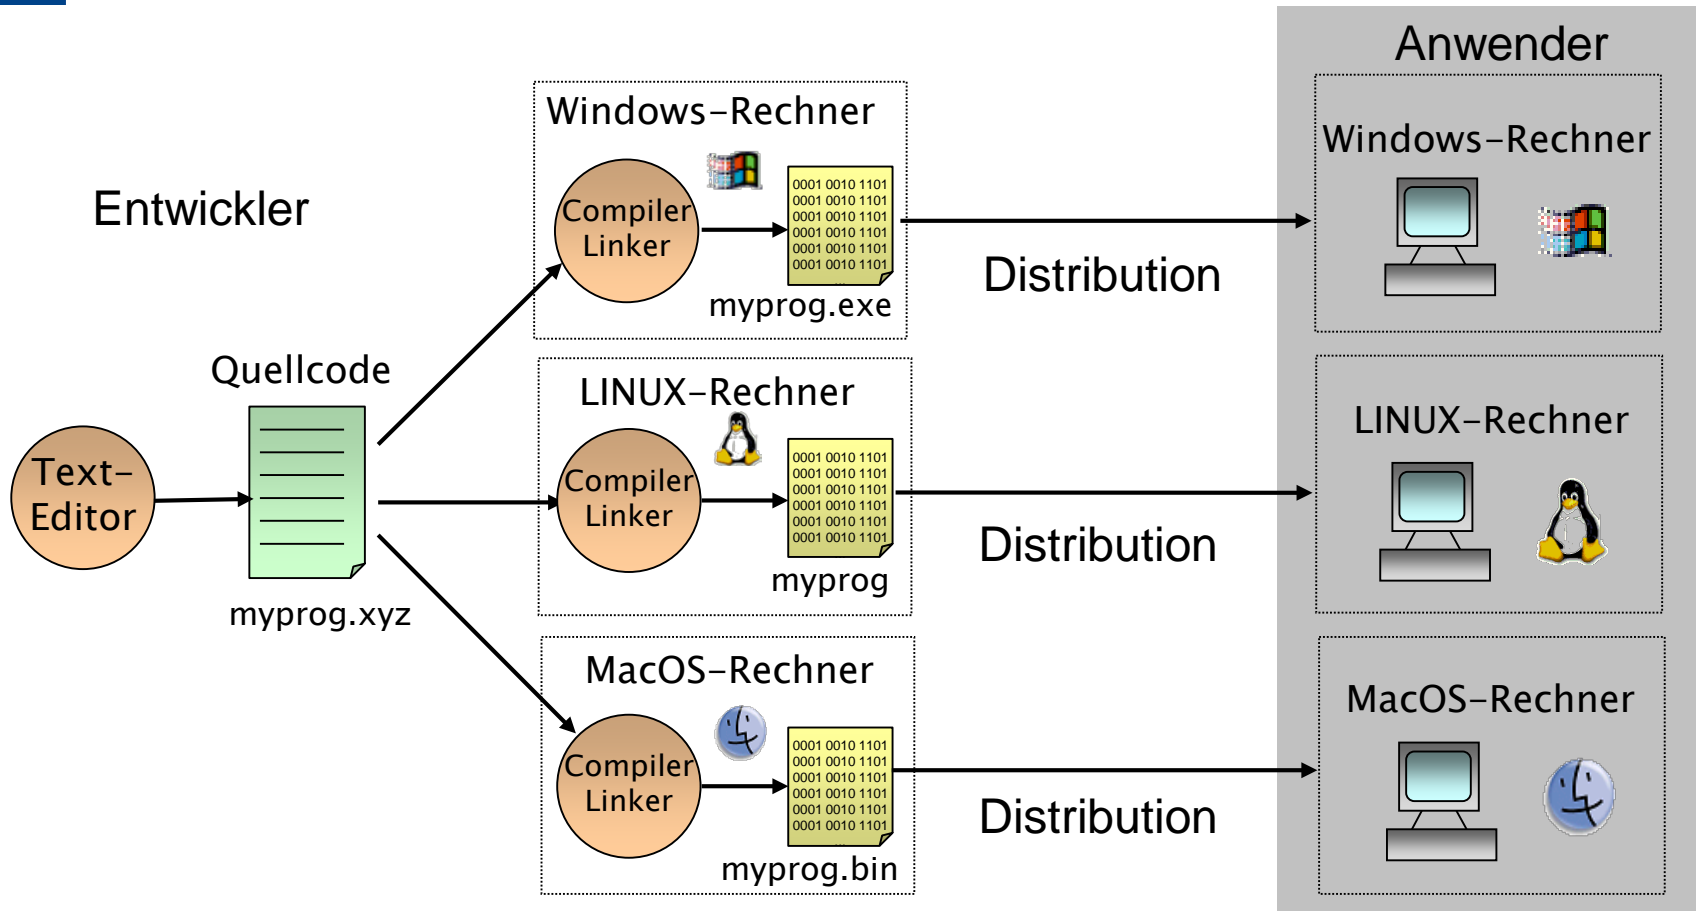 Anwender
Entwickler
Windows-Rechner
Compiler
Linker
0001 0010 1101
0001 0010 1101
0001 0010 1101
0001 0010 1101
0001 0010 1101
0001 0010 1101
...
myprog.exe
Distribution
Windows-Rechner
Quellcode
Text-
Editor
myprog.xyz
LINUX-Rechner
Compiler
Linker
0001 0010 1101
0001 0010 1101
0001 0010 1101
0001 0010 1101
0001 0010 1101
0001 0010 1101
...
myprog
Distribution
LINUX-Rechner
MacOS-Rechner
Compiler
Linker
0001 0010 1101
0001 0010 1101
0001 0010 1101
0001 0010 1101
0001 0010 1101
0001 0010 1101
...
myprog.bin
Distribution
MacOS-Rechner